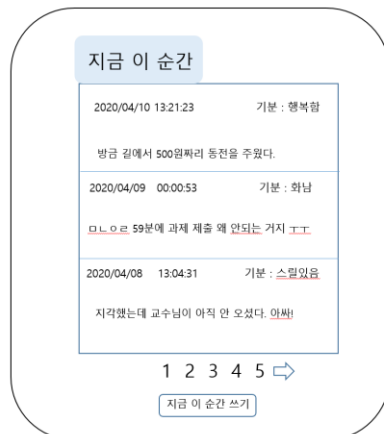 지금 이 순간
2020/04/10 13:21:23 기분 : 행복함
방금 길에서 500원짜리 동전을 주웠다.
2020/04/09 00:00:53 기분 : 화남
ㅁㄴㅇㄹ 59분에 과제 제출 왜 안되는 거지 ㅜㅜ
2020/04/08 13:04:31 기분 : 스릴있음
지각했는데 교수님이 아직 안 오셨다. 아싸!
1 2 3 4 5
지금 이 순간 쓰기